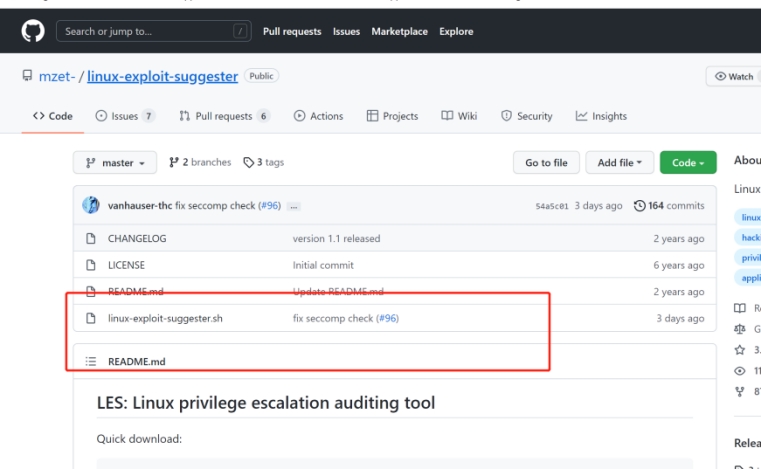 Search or jump to... /
Pull requests Issues Marketplace Explore
mzet- / linux-exploit-suggester Public
Watch
<> Code Issues 7 Pull requests 6 Actions Projects Wiki Security Insights
master 2 branches 3 tags Go to file Add file Code
vanhauser-thc fix seccomp check (#96) ... 54a5c01 3 days ago 164 commits
CHANGELOG version 1.1 released 2 years ago
LICENSE Initial commit 6 years ago
README.md Update README.md 2 years ago
linux-exploit-suggester.sh fix seccomp check (#96) 3 days ago
README.md
LES: Linux privilege escalation auditing tool
Quick download:
Abou
Linux
linux
hacki
privil
appli
R
G
3.
11
8
Relea